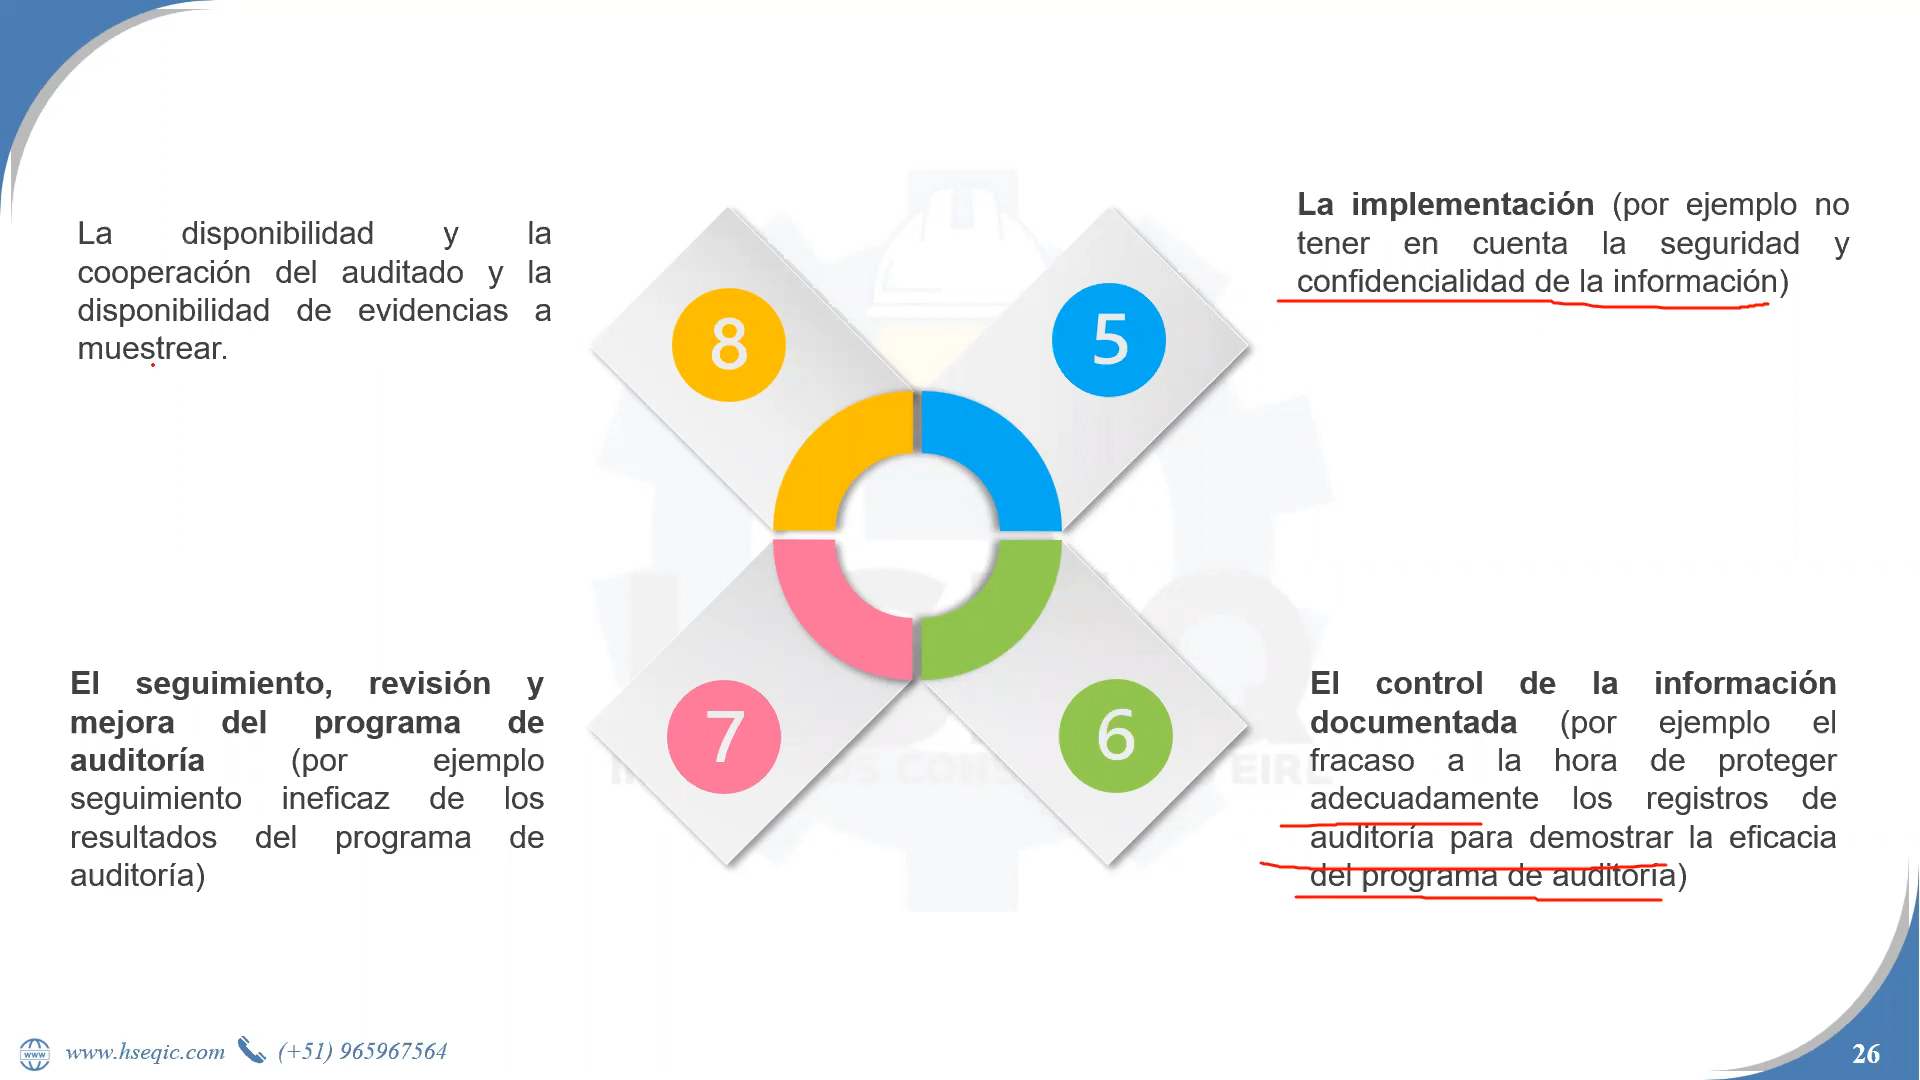 La disponibilidad y la
cooperación del auditado y la
disponibilidad de evidencias a
muestrear.
8
5
La implementación (por ejemplo no
tener en cuenta la seguridad y
confidencialidad de la información)
El seguimiento, revisión y
mejora del programa de
auditoría (por ejemplo
seguimiento ineficaz de los
resultados del programa de
auditoría)
7
6
El control de la información
documentada (por ejemplo el
fracaso a la hora de proteger
adecuadamente los registros de
auditoría para demostrar la eficacia
del programa de auditoría)
EIRL
www
www.hseqic.com (+51) 965967564
26